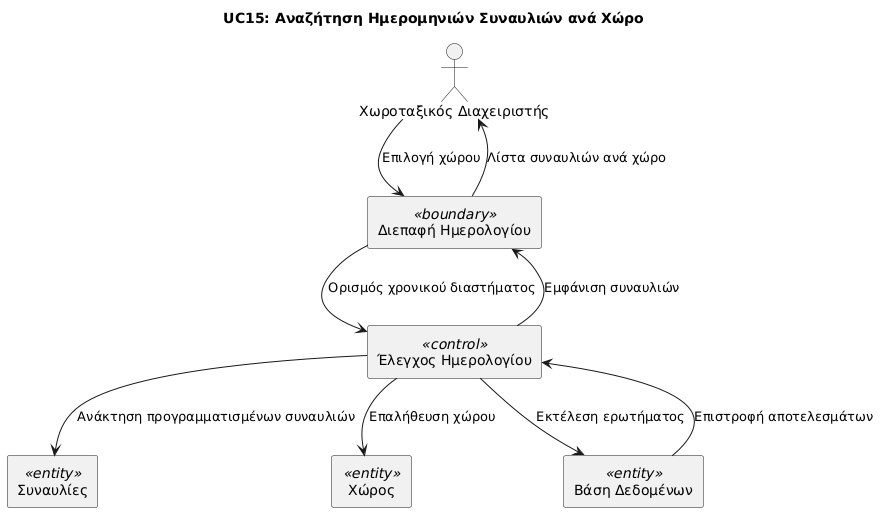 UC15: Αναζήτηση Ημερομηνιών Συναυλιών ανά Χώρο
Χωροταξικός Διαχειριστής
Επιλογή χώρου
Λίστα συναυλιών ανά χώρο
«boundary»
Διεπαφή Ημερολογίου
Ορισμός χρονικού διαστήματος
Εμφάνιση συναυλιών
«control»
Έλεγχος Ημερολογίου
Ανάκτηση προγραμματισμένων συναυλιών
Επαλήθευση χώρου
Εκτέλεση ερωτήματος
Επιστροφή αποτελεσμάτων
«entity»
Συναυλίες
«entity»
Χώρος
«entity»
Βάση Δεδομένων